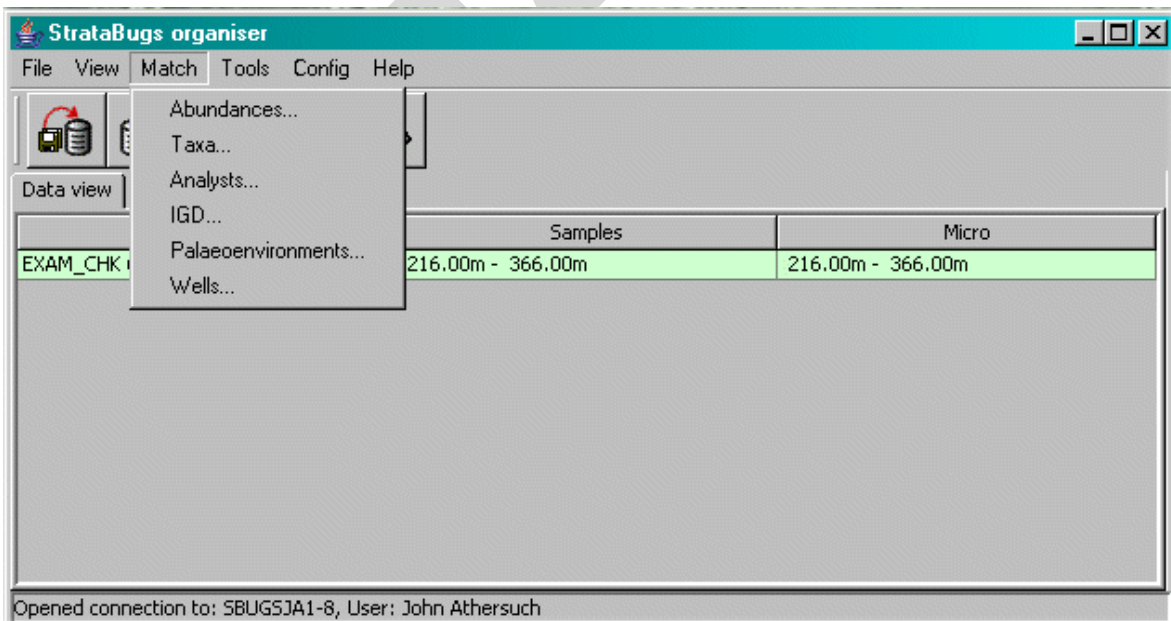 StrataBugs organiser
File View Match Tools Config Help
Abundances...
Taxa...
Analysts...
IGD...
Palaeoenvironments...
Wells...
Data view
Samples Micro
EXAM_CHK 216.00m - 366.00m 216.00m - 366.00m
Opened connection to: SBUGSJA1-8, User: John Athersuch